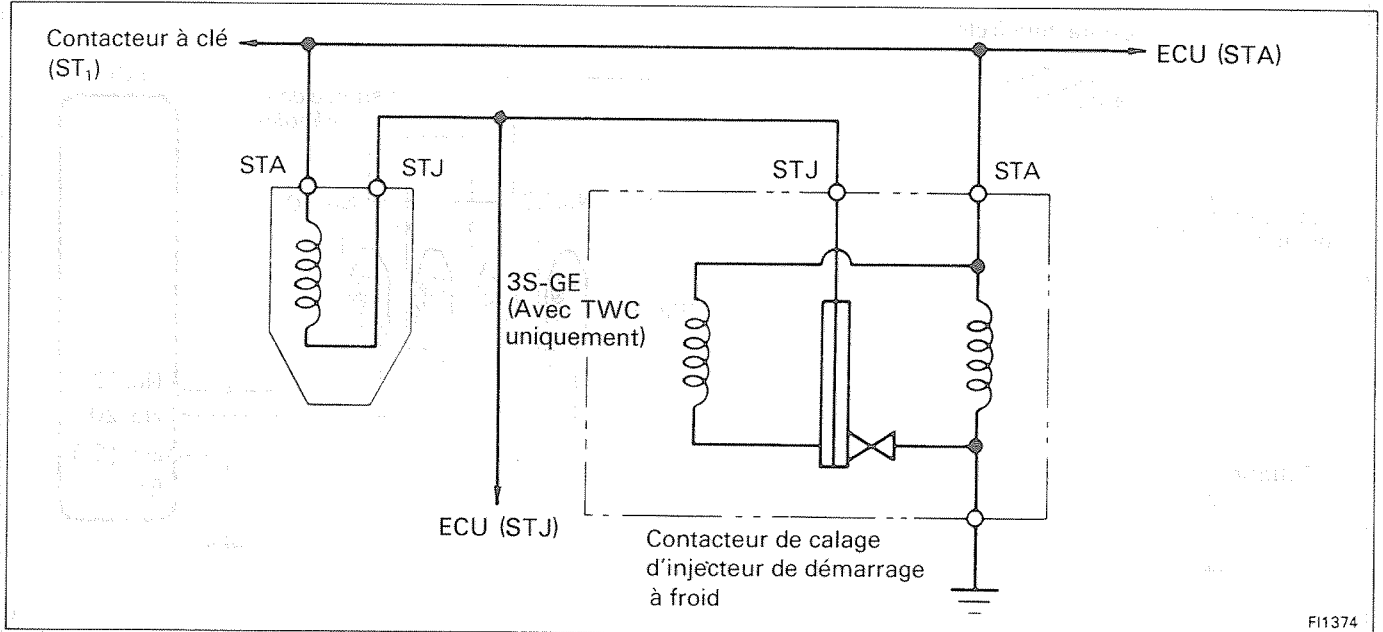 Contacteur à clé
(ST₁)
ECU (STA)
STA
STJ
STJ
STA
3S-GE
(Avec TWC
uniquement)
ECU (STJ)
Contacteur de calage
d'injecteur de démarrage
à froid
FI1374